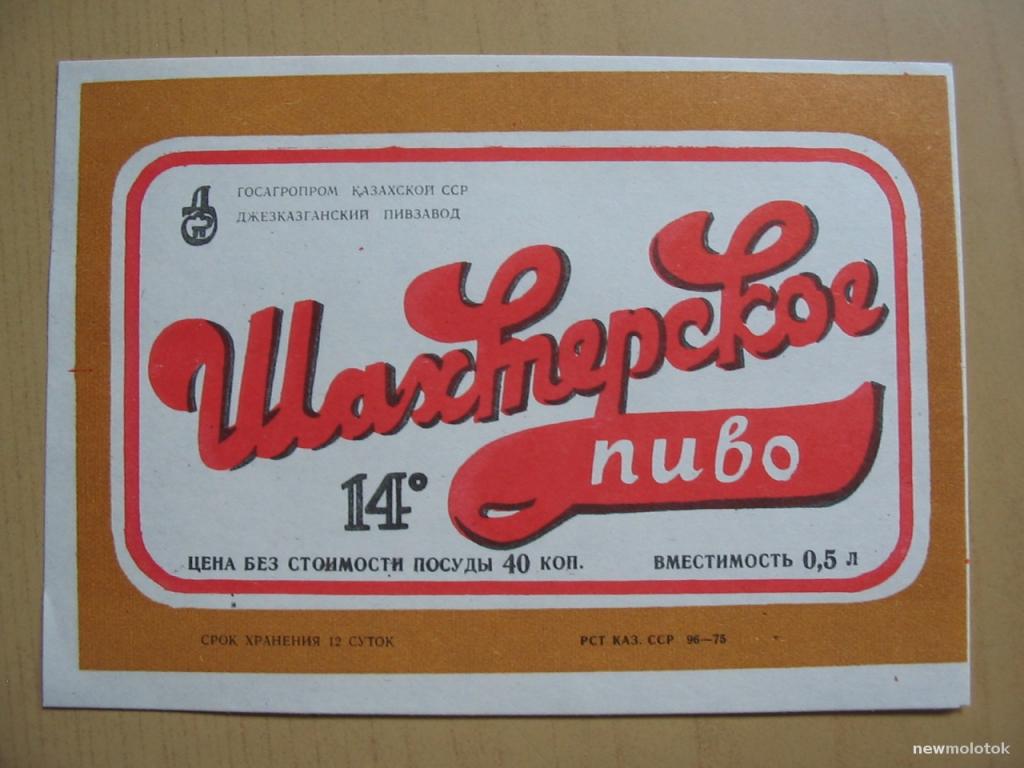 ГОСАГРОПРОМ КАЗАХСКОЙ ССР
ДЖЕЗКАЗГАНСКИЙ ПИВЗАВОД
Шахтерское
пиво
14°
ЦЕНА БЕЗ СТОИМОСТИ ПОСУДЫ 40 КОП. ВМЕСТИМОСТЬ 0,5 Л
СРОК ХРАНЕНИЯ 12 СУТОК РСТ КАЗ. ССР 96—75
newmolotok